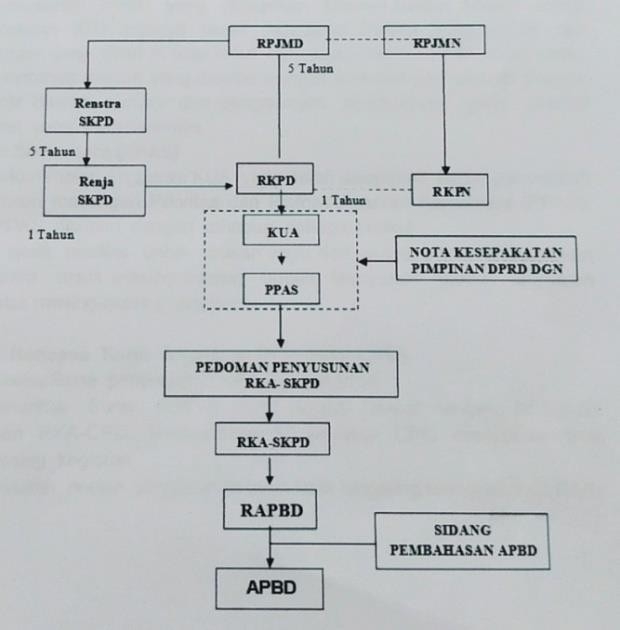 RPJMD
RPJMN
5 Tahun
Renstra
SKPD
5 Tahun
Renja
SKPD
RKPD
1 Tahun
RKPN
1 Tahun
KUA
NOTA KESEPAKATAN
PIMPINAN DPRD DGN
PPAS
PEDOMAN PENYUSUNAN
RKA- SKPD
RKA-SKPD
RAPBD
SIDANG
PEMBAHASAN APBD
APBD